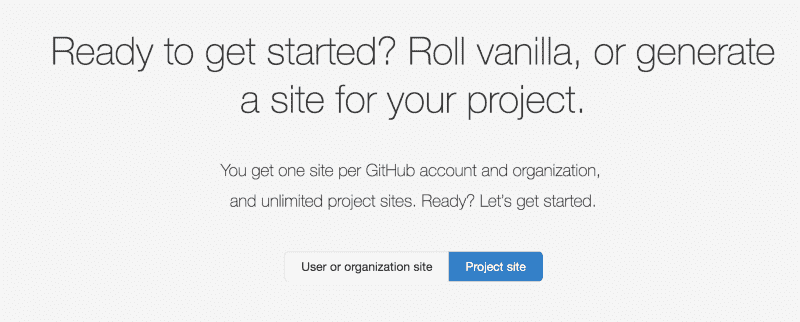 Ready to get started? Roll vanilla, or generate
a site for your project.
You get one site per GitHub account and organization,
and unlimited project sites. Ready? Let's get started.
User or organization site
Project site